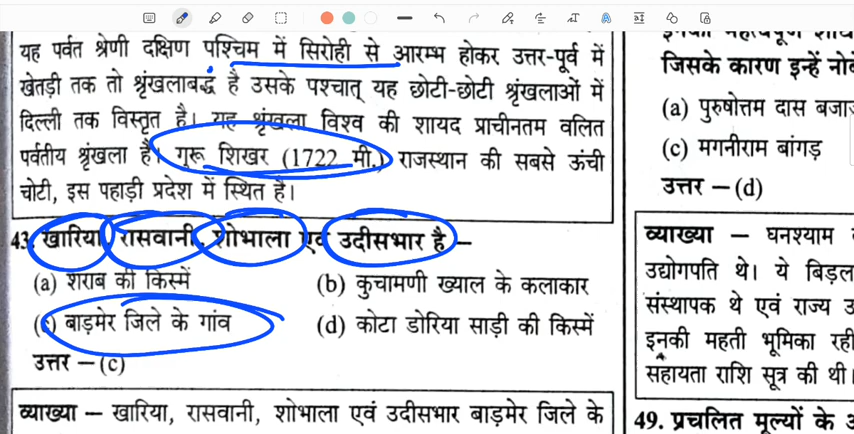 यह पर्वत श्रेणी दक्षिण पश्चिम में सिरोही से आरम्भ होकर उत्तर-पूर्व में
खेतड़ी तक तो श्रृंखलाबद्ध है उसके पश्चात् यह छोटी-छोटी श्रृंखलाओं में
दिल्ली तक विस्तृत है। यह श्रृंखला विश्व की शायद प्राचीनतम वलित
पर्वतीय श्रृंखला है। गुरू शिखर (1722 मी.) राजस्थान की सबसे ऊंची
चोटी, इस पहाड़ी प्रदेश में स्थित है।
43. खारिया, रासवानी, शोभाला एवं उदीसभार है –
(a) शराब की किस्में
(b) कुचामणी ख्याल के कलाकार
(c) बाड़मेर जिले के गांव
(d) कोटा डोरिया साड़ी की किस्में
उत्तर – (c)
व्याख्या – खारिया, रासवानी, शोभाला एवं उदीसभार बाड़मेर जिले के
जिसके कारण इन्हें
(a) पुरुषोत्तम दास
(c) मगनीराम बांगड़
उत्तर – (d)
व्याख्या – घनश्याम
उद्योगपति थे। ये
संस्थापक थे एवं राज्य
इनकी महती भूमिका रही
सहायता राशि सूत्र की थी।
49. प्रचलित मूल्यों के